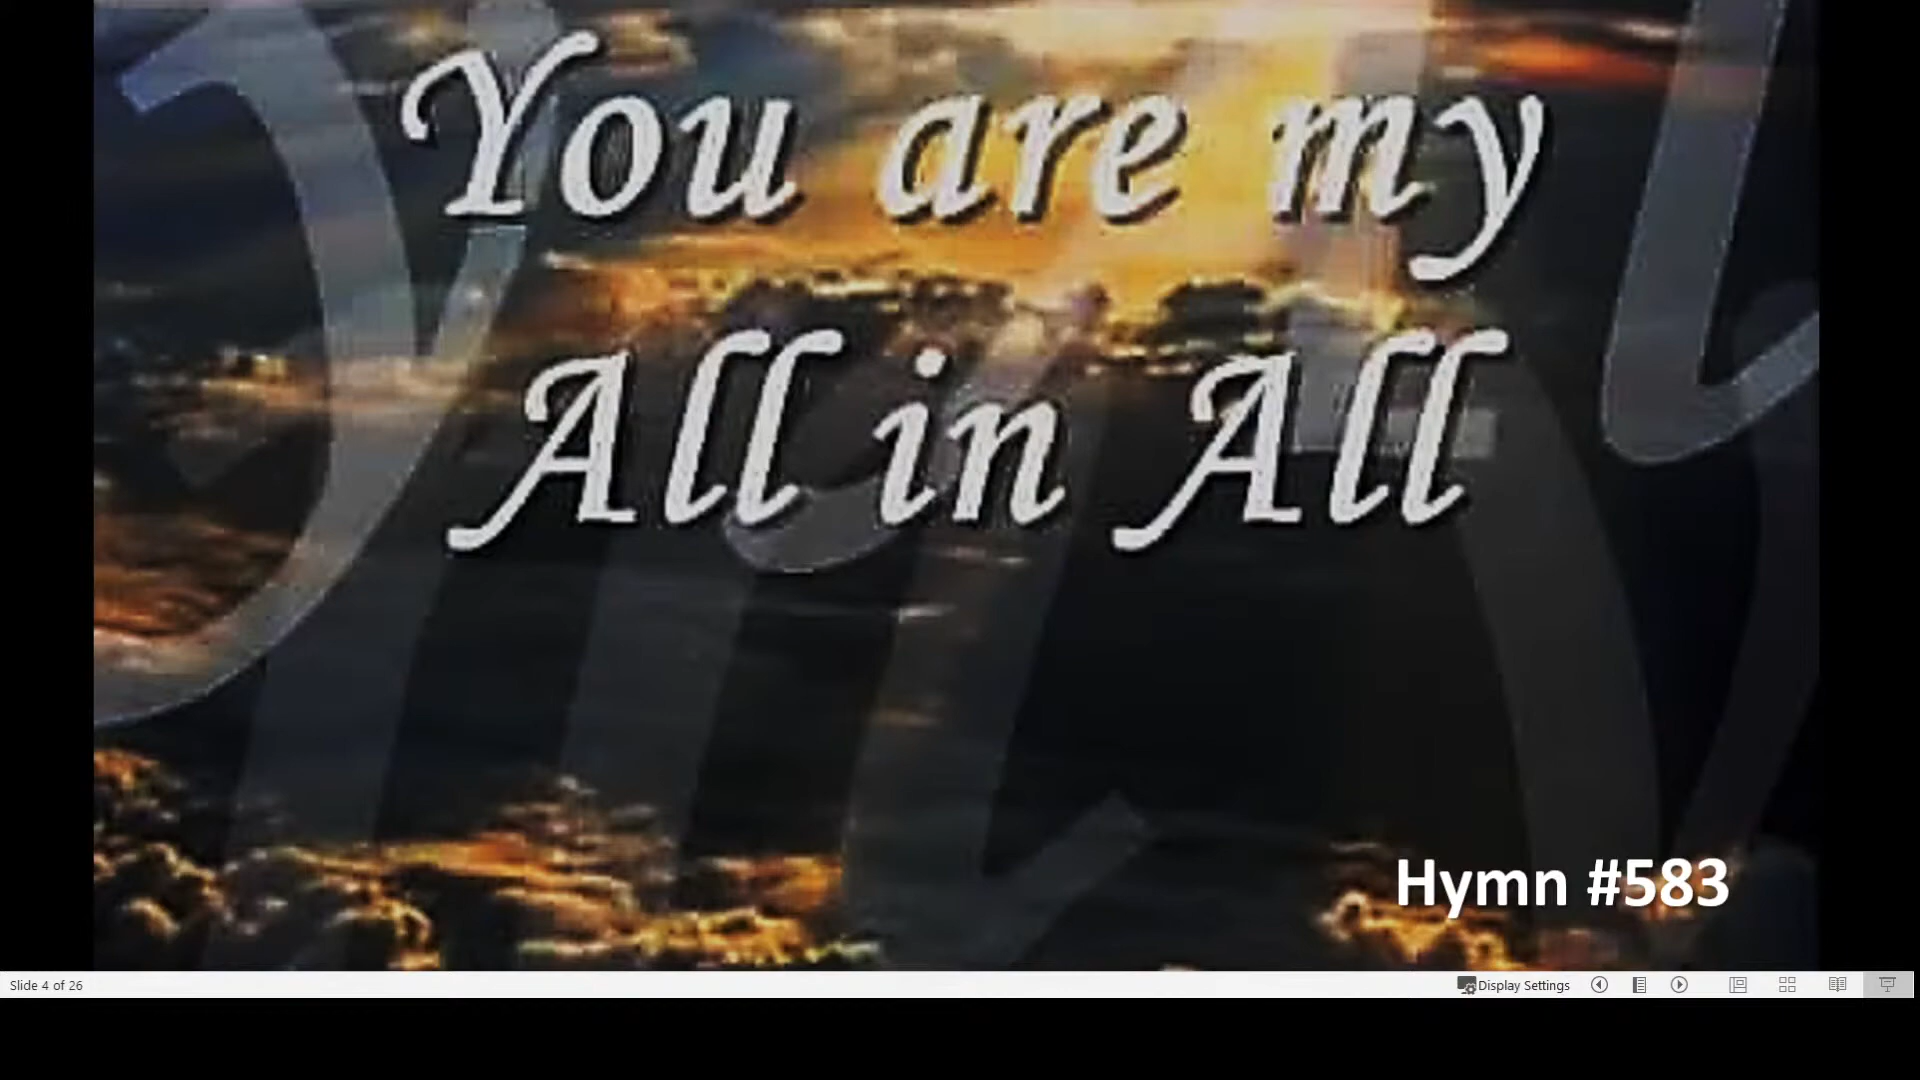 You are my
All in All
Hymn #583
Slide 4 of 26
Display Settings